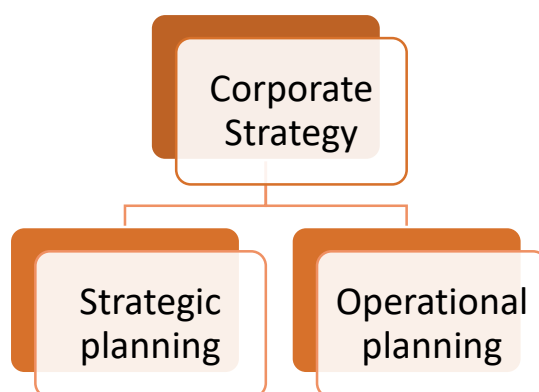 Corporate
Strategy
Strategic
planning
Operational
planning